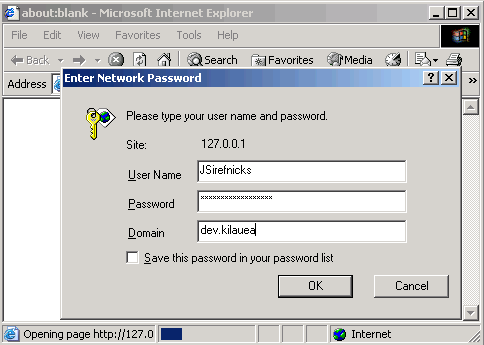 about:blank - Microsoft Internet Explorer
File Edit View Favorites Tools Help
Back Search Favorites Media
Address
Enter Network Password
Please type your user name and password.
Site: 127.0.0.1
User Name JSirefnicks
Password xxxxxxxxxxxxxxxxxx
Domain dev.kilauea
Save this password in your password list
OK Cancel
Opening page http://127.0 Internet